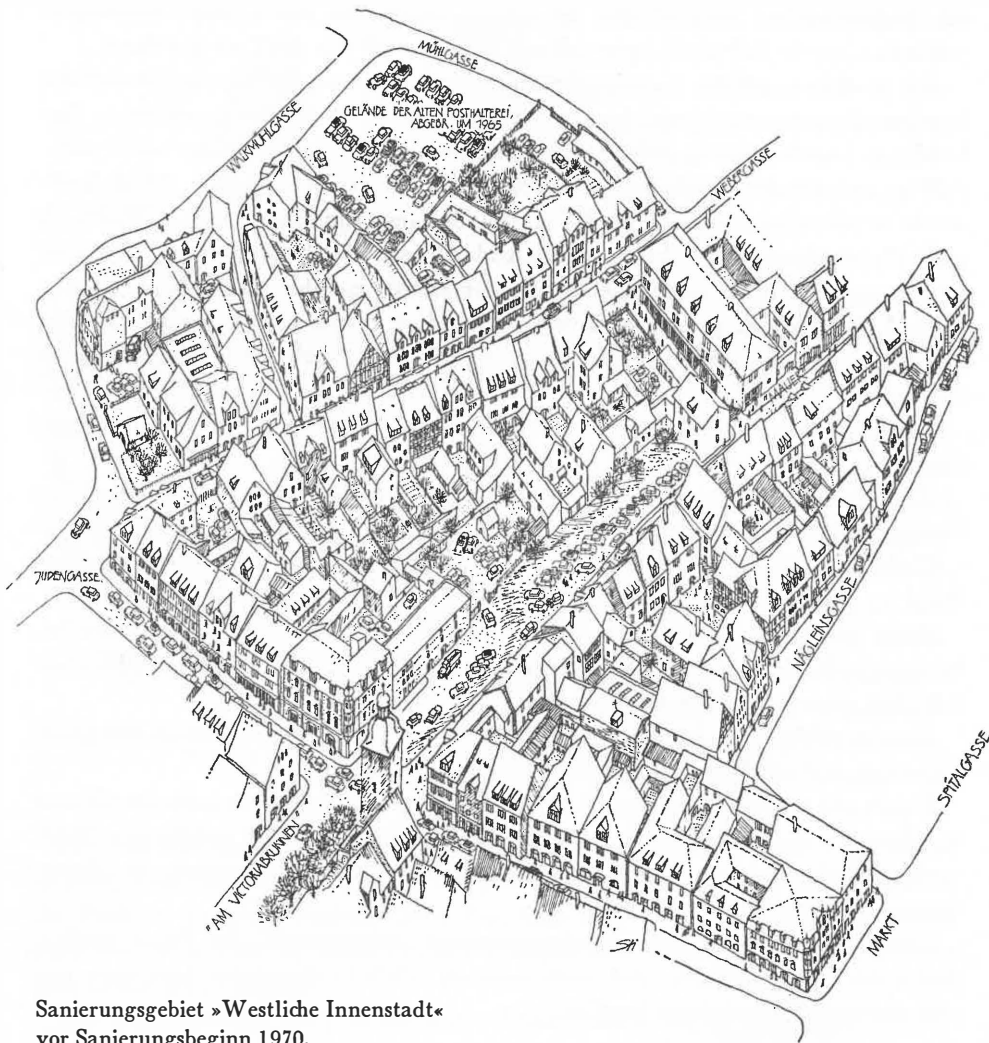 MÜHLGASSE
GELÄNDE DER ALTEN POSTHALTEREI,
ABGEBR. UM 1965
WALKMÜHLGASSE
WEBERGASSE
JUDENGASSE
NÄGLEINSGASSE
SPITALGASSE
"AM VICTORIABRUNNEN"
MARKT
Sanierungsgebiet »Westliche Innenstadt«
vor Sanierungsbeginn 1970.